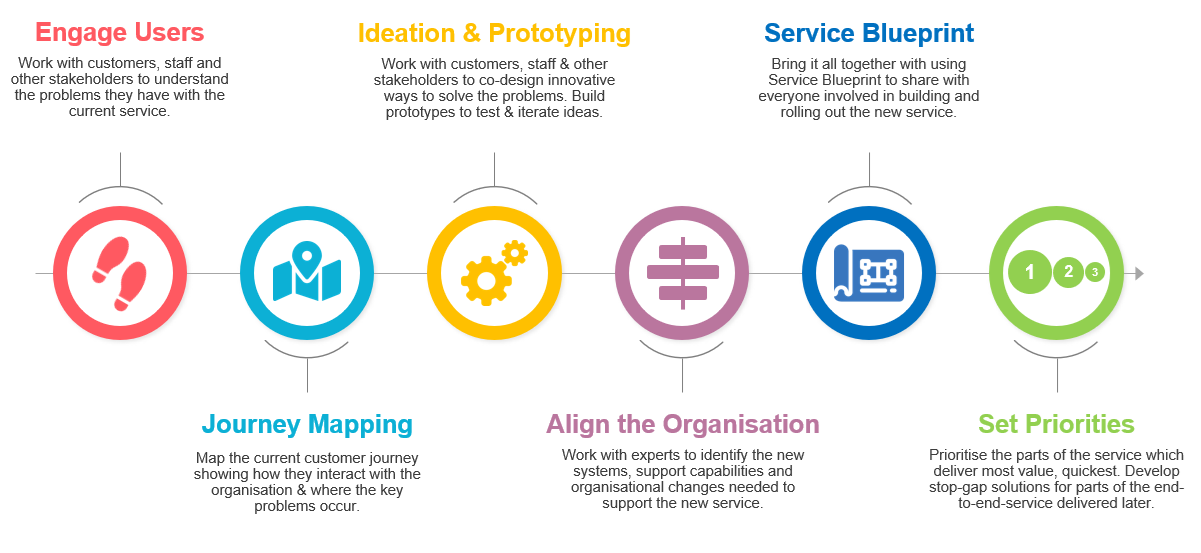 Engage Users
Work with customers, staff and
other stakeholders to understand
the problems they have with the
current service.
Ideation & Prototyping
Work with customers, staff & other
stakeholders to co-design innovative
ways to solve the problems. Build
prototypes to test & iterate ideas.
Service Blueprint
Bring it all together with using
Service Blueprint to share with
everyone involved in building and
rolling out the new service.
1 2 3
Journey Mapping
Map the current customer journey
showing how they interact with the
organisation & where the key
problems occur.
Align the Organisation
Work with experts to identify the new
systems, support capabilities and
organisational changes needed to
support the new service.
Set Priorities
Prioritise the parts of the service which
deliver most value, quickest. Develop
stop-gap solutions for parts of the end-
to-end-service delivered later.